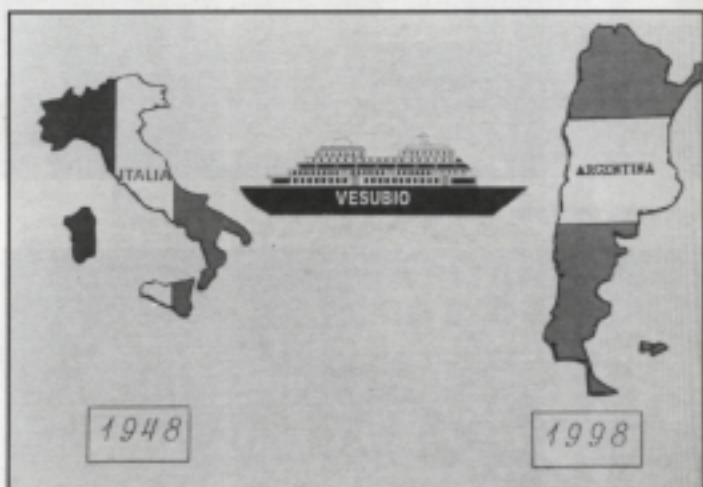 ITALIA
VESUBIO
ARGENTINA
1948
1998